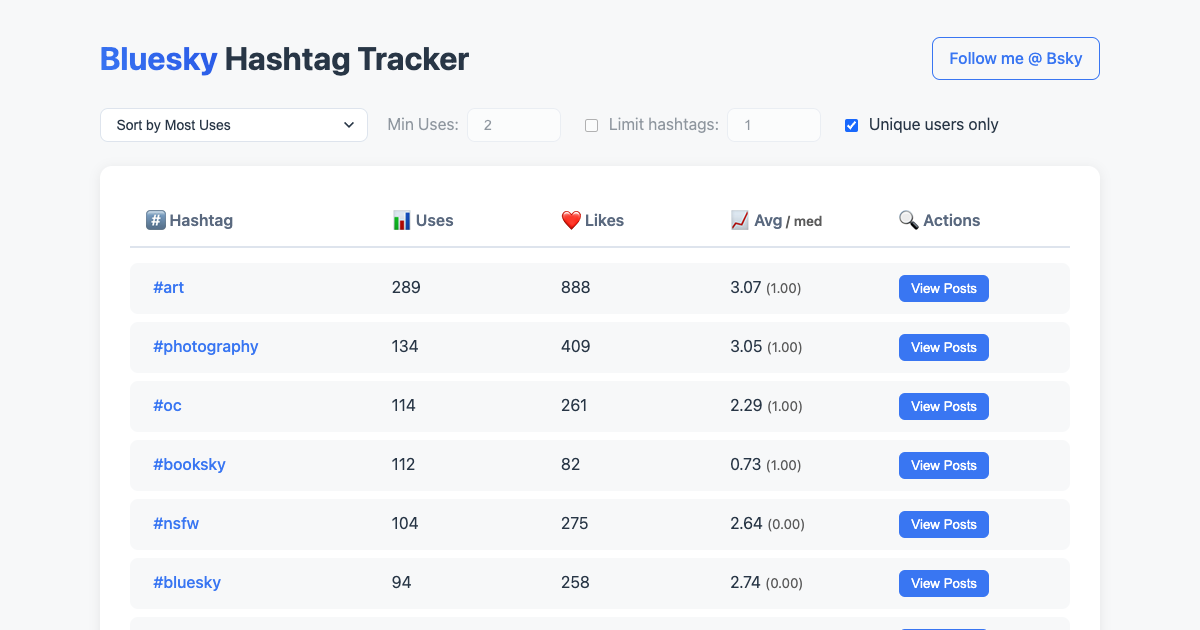 Bluesky Hashtag Tracker
Follow me @ Bsky
Sort by Most Uses Min Uses: 2 Limit hashtags: 1 Unique users only
# Hashtag Uses Likes Avg / med Actions
#art 289 888 3.07 (1.00) View Posts
#photography 134 409 3.05 (1.00) View Posts
#oc 114 261 2.29 (1.00) View Posts
#booksky 112 82 0.73 (1.00) View Posts
#nsfw 104 275 2.64 (0.00) View Posts
#bluesky 94 258 2.74 (0.00) View Posts